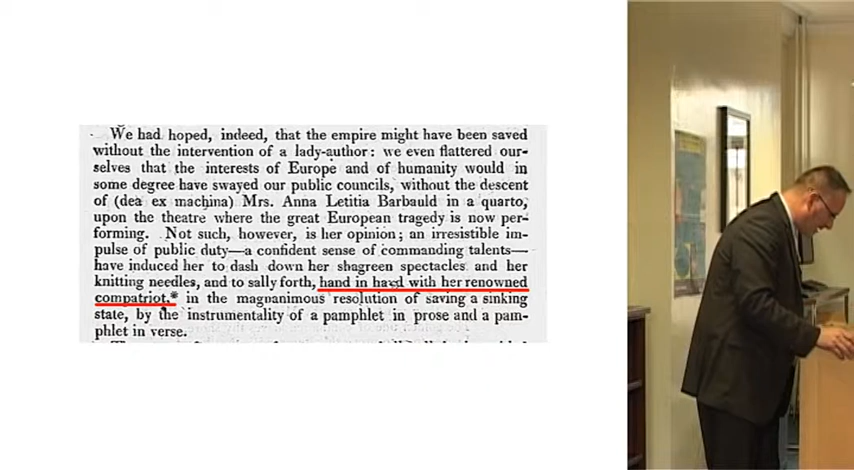 We had hoped, indeed, that the empire might have been saved
without the intervention of a lady-author: we even flattered our-
selves that the interests of Europe and of humanity would in
some degree have swayed our public councils, without the descent
of (dea ex machina) Mrs. Anna Letitia Barbauld in a quarto,
upon the theatre where the great European tragedy is now per-
forming. Not such, however, is her opinion; an irresistible im-
pulse of public duty—a confident sense of commanding talents—
have induced her to dash down her shagreen spectacles and her
knitting needles, and to sally forth, hand in hand with her renowned
compatriot,* in the magnanimous resolution of saving a sinking
state, by the instrumentality of a pamphlet in prose and a pam-
phlet in verse.